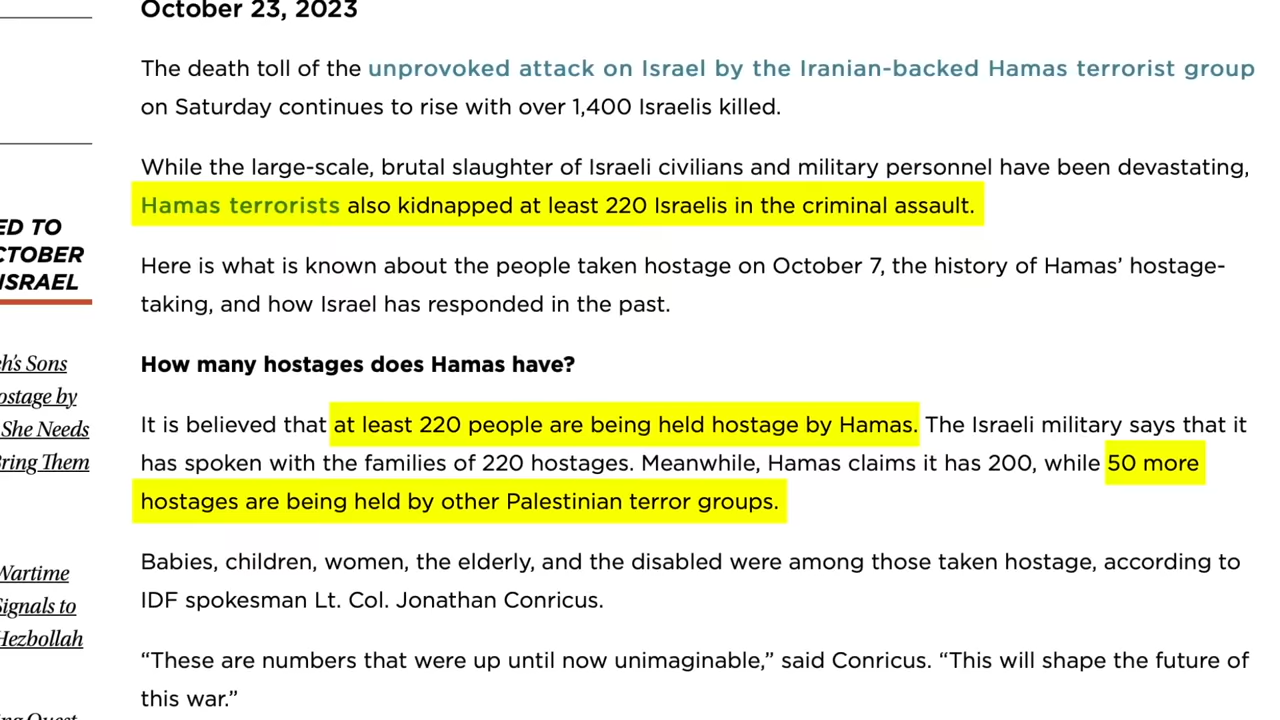 October 23, 2023
The death toll of the unprovoked attack on Israel by the Iranian-backed Hamas terrorist group
on Saturday continues to rise with over 1,400 Israelis killed.
While the large-scale, brutal slaughter of Israeli civilians and military personnel have been devastating,
Hamas terrorists also kidnapped at least 220 Israelis in the criminal assault.
Here is what is known about the people taken hostage on October 7, the history of Hamas’ hostage-
taking, and how Israel has responded in the past.
How many hostages does Hamas have?
It is believed that at least 220 people are being held hostage by Hamas. The Israeli military says that it
has spoken with the families of 220 hostages. Meanwhile, Hamas claims it has 200, while 50 more
hostages are being held by other Palestinian terror groups.
Babies, children, women, the elderly, and the disabled were among those taken hostage, according to
IDF spokesman Lt. Col. Jonathan Conricus.
“These are numbers that were up until now unimaginable,” said Conricus. “This will shape the future of
this war.”
ED TO
CTOBER
ISRAEL
eh’s Sons
ostage by
She Needs
Bring Them
Wartime
Signals to
Hezbollah